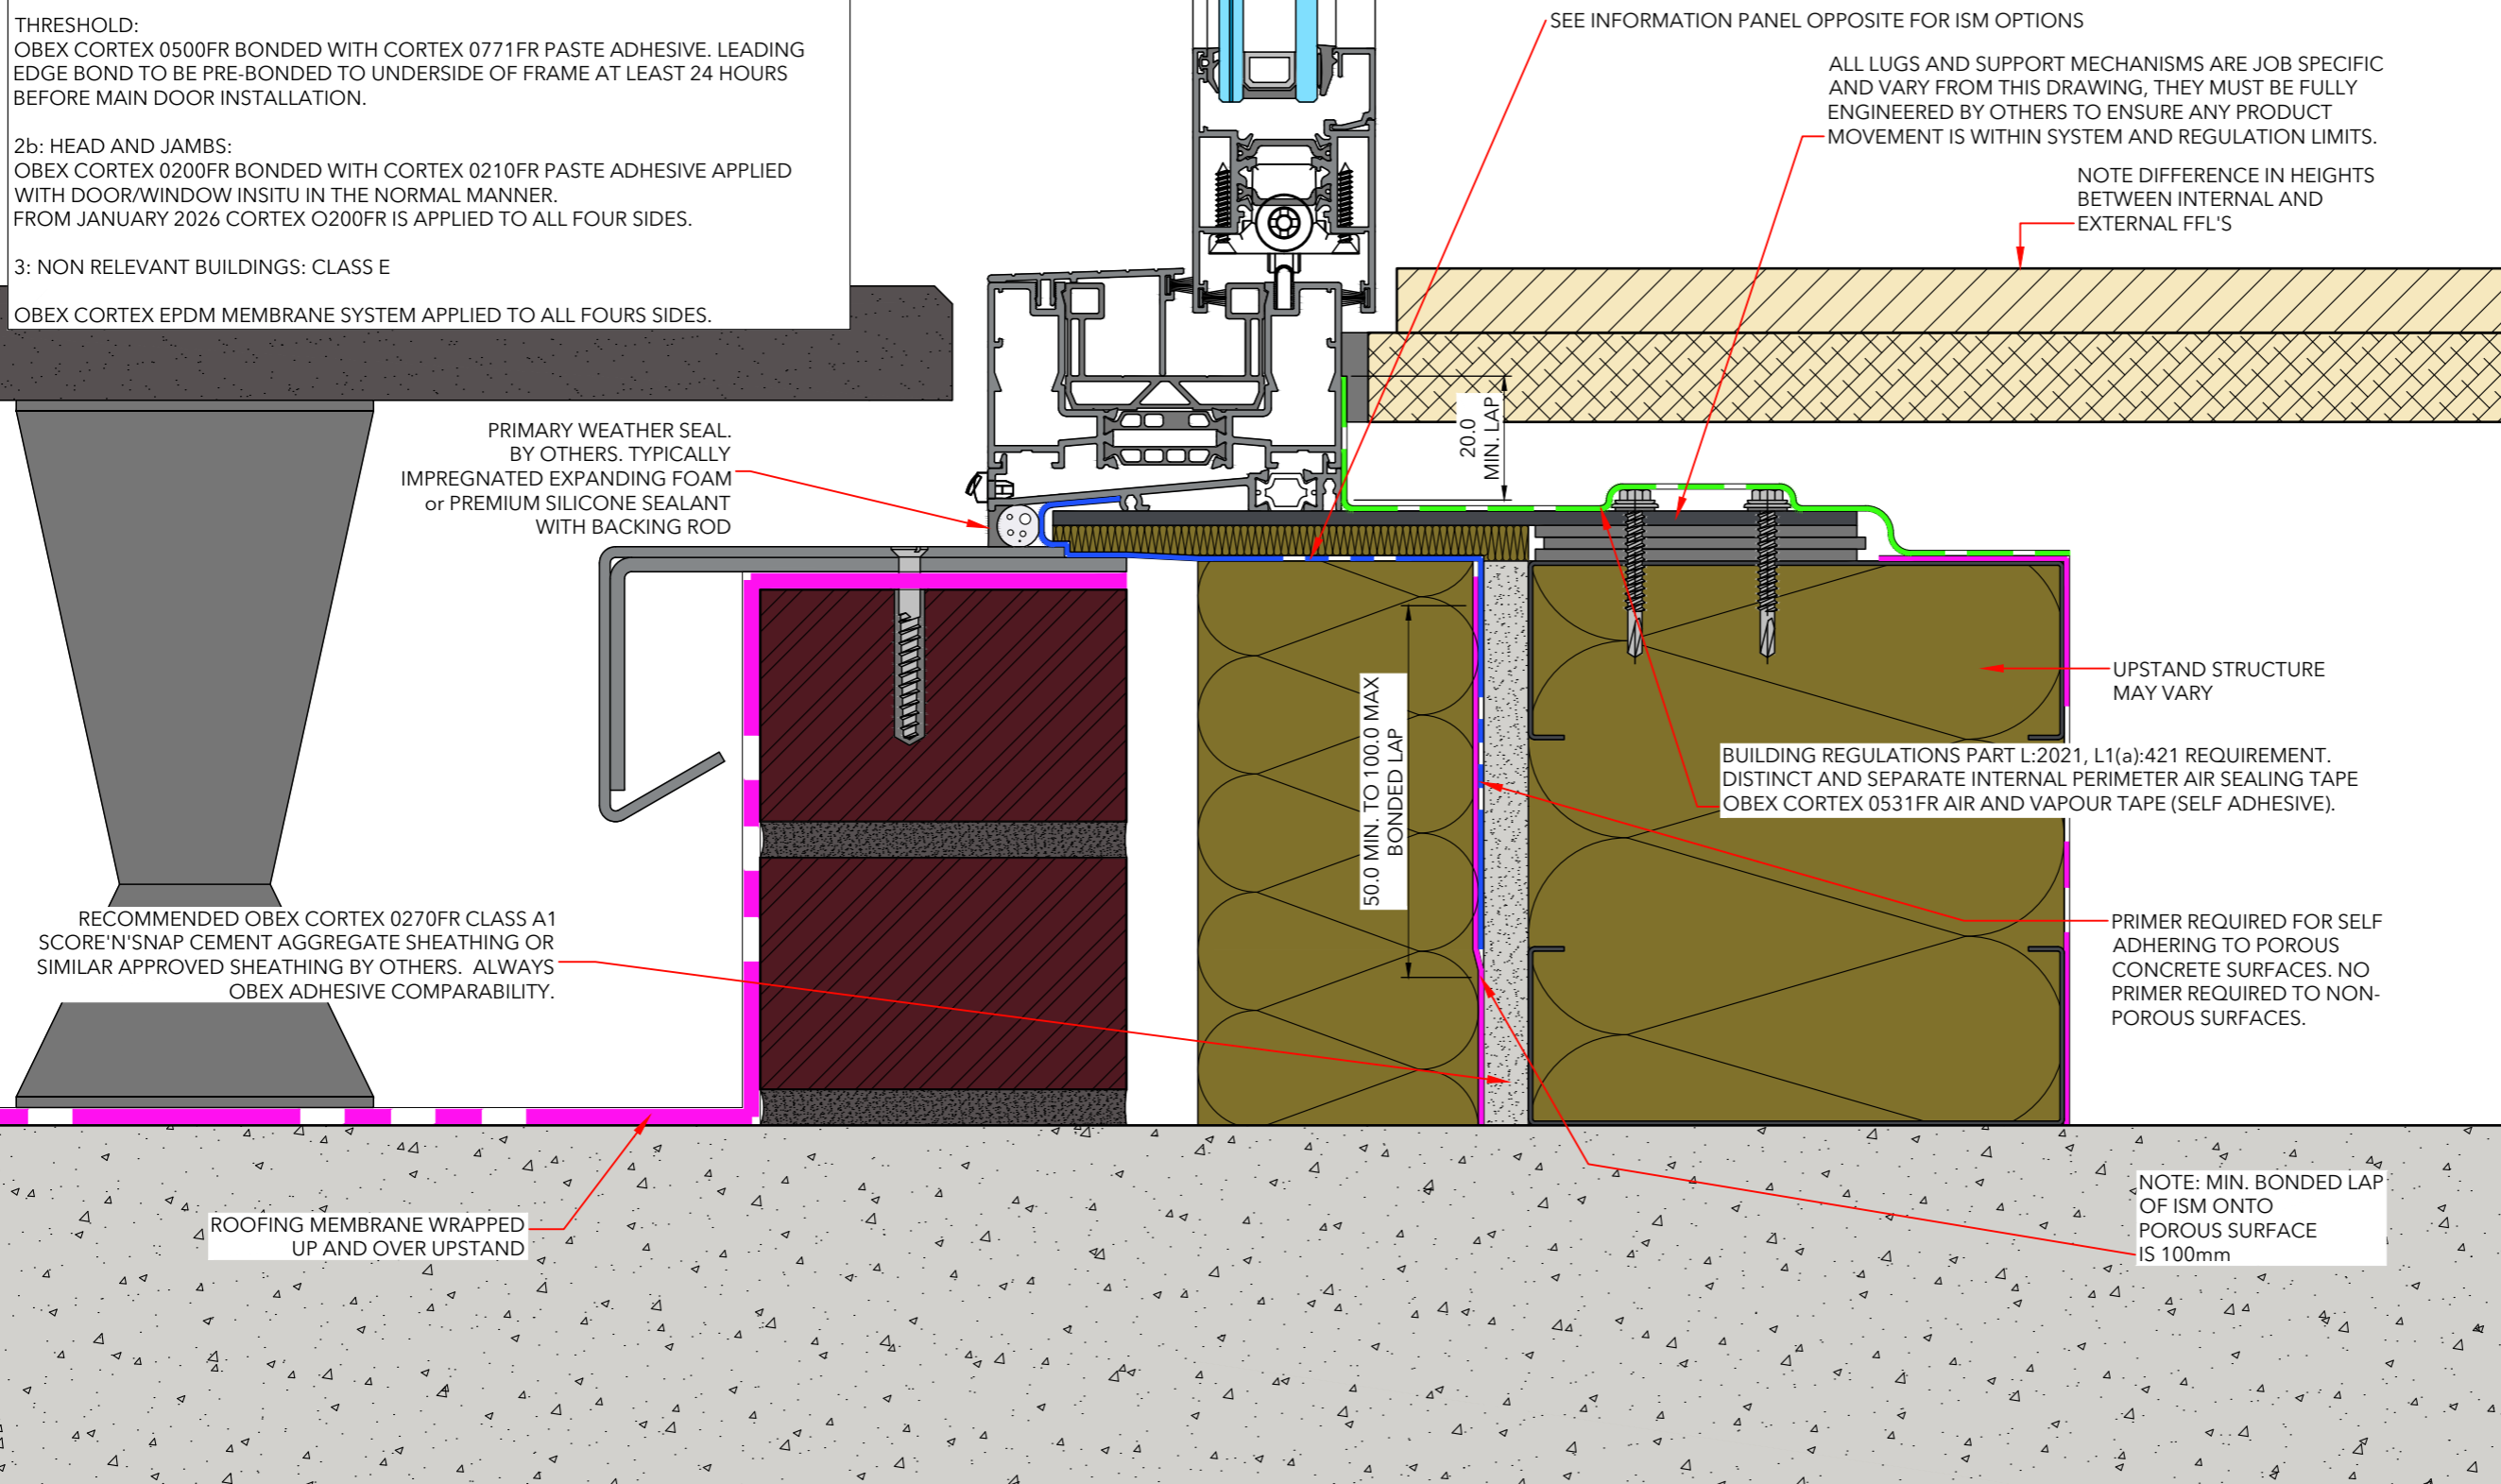 THRESHOLD:
OBEX CORTEX 0500FR BONDED WITH CORTEX 0771FR PASTE ADHESIVE. LEADING
EDGE BOND TO BE PRE-BONDED TO UNDERSIDE OF FRAME AT LEAST 24 HOURS
BEFORE MAIN DOOR INSTALLATION.
2b: HEAD AND JAMBS:
OBEX CORTEX 0200FR BONDED WITH CORTEX 0210FR PASTE ADHESIVE APPLIED
WITH DOOR/WINDOW INSITU IN THE NORMAL MANNER.
FROM JANUARY 2026 CORTEX O200FR IS APPLIED TO ALL FOUR SIDES.
3: NON RELEVANT BUILDINGS: CLASS E
OBEX CORTEX EPDM MEMBRANE SYSTEM APPLIED TO ALL FOURS SIDES.
SEE INFORMATION PANEL OPPOSITE FOR ISM OPTIONS
ALL LUGS AND SUPPORT MECHANISMS ARE JOB SPECIFIC
AND VARY FROM THIS DRAWING, THEY MUST BE FULLY
ENGINEERED BY OTHERS TO ENSURE ANY PRODUCT
MOVEMENT IS WITHIN SYSTEM AND REGULATION LIMITS.
NOTE DIFFERENCE IN HEIGHTS
BETWEEN INTERNAL AND
EXTERNAL FFL'S
PRIMARY WEATHER SEAL.
BY OTHERS. TYPICALLY
IMPREGNATED EXPANDING FOAM
or PREMIUM SILICONE SEALANT
WITH BACKING ROD
20.0
MIN. LAP
50.0 MIN. TO 100.0 MAX
BONDED LAP
UPSTAND STRUCTURE
MAY VARY
BUILDING REGULATIONS PART L:2021, L1(a):421 REQUIREMENT.
DISTINCT AND SEPARATE INTERNAL PERIMETER AIR SEALING TAPE
OBEX CORTEX 0531FR AIR AND VAPOUR TAPE (SELF ADHESIVE).
RECOMMENDED OBEX CORTEX 0270FR CLASS A1
SCORE'N'SNAP CEMENT AGGREGATE SHEATHING OR
SIMILAR APPROVED SHEATHING BY OTHERS. ALWAYS
OBEX ADHESIVE COMPARABILITY.
PRIMER REQUIRED FOR SELF
ADHERING TO POROUS
CONCRETE SURFACES. NO
PRIMER REQUIRED TO NON-
POROUS SURFACES.
ROOFING MEMBRANE WRAPPED
UP AND OVER UPSTAND
NOTE: MIN. BONDED LAP
OF ISM ONTO
POROUS SURFACE
IS 100mm